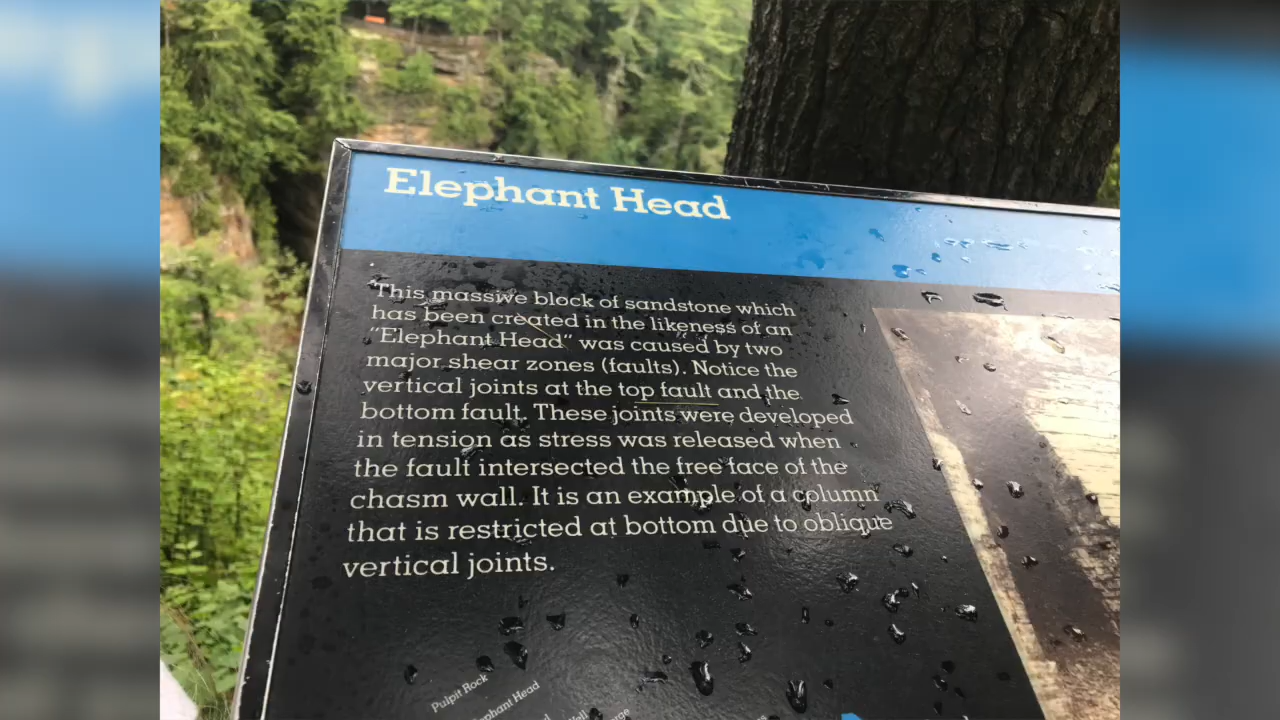 Elephant Head
This massive block of sandstone which
has been created in the likeness of an
"Elephant Head" was caused by two
major shear zones (faults). Notice the
vertical joints at the top fault and the
bottom fault. These joints were developed
in tension as stress was released when
the fault intersected the free face of the
chasm wall. It is an example of a column
that is restricted at bottom due to oblique
vertical joints.
Pulpit Rock
Elephant Head